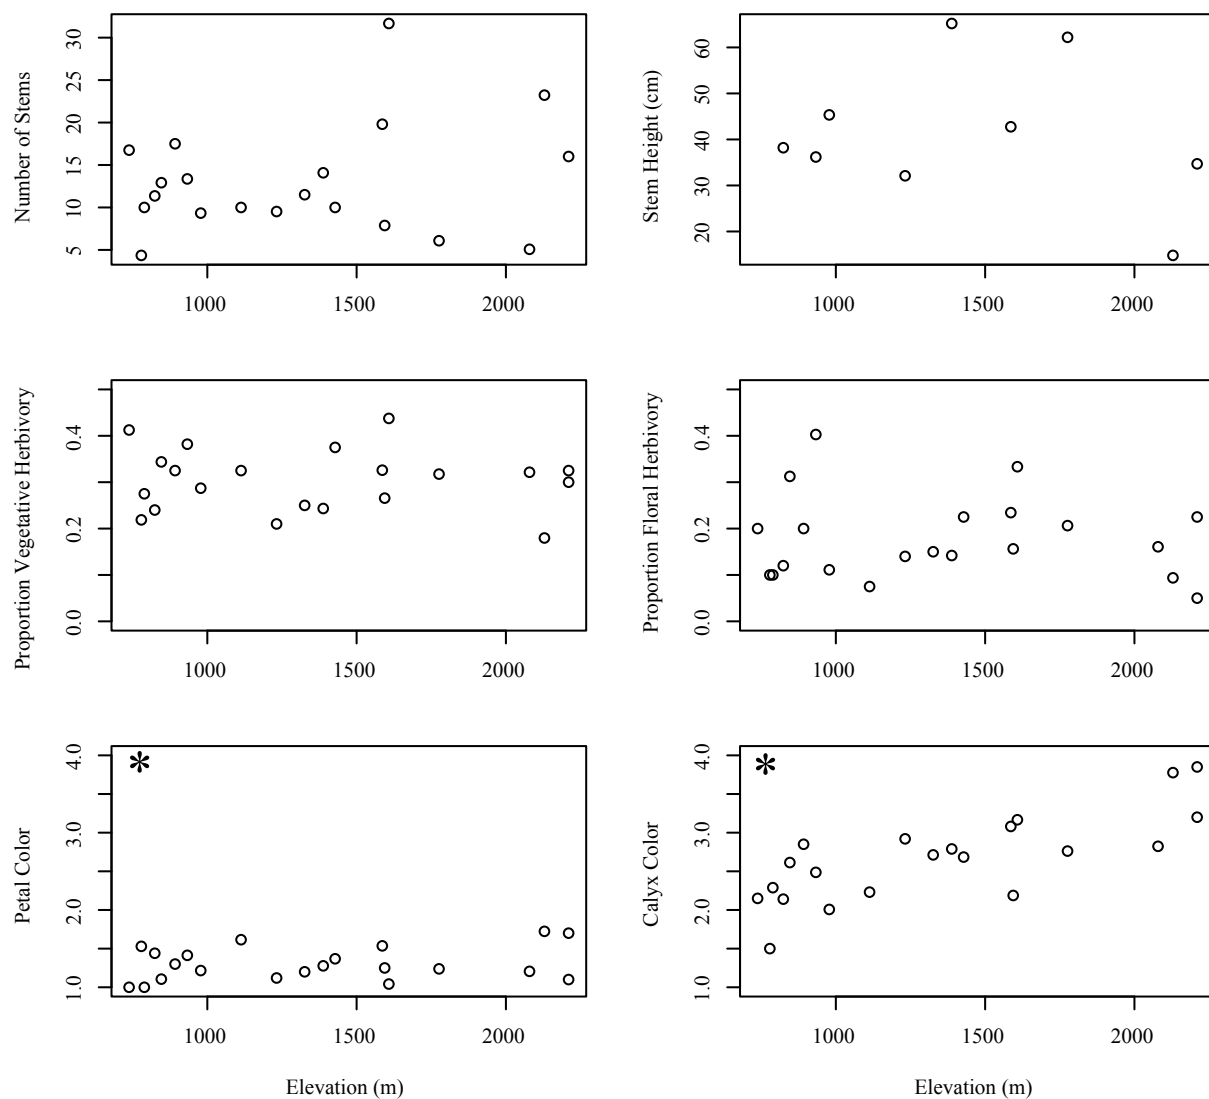 Number of Stems
30
25
20
15
10
5
1000 1500 2000
Stem Height (cm)
60
50
40
30
20
1000 1500 2000
Proportion Vegetative Herbivory
0.4
0.2
0.0
1000 1500 2000
Proportion Floral Herbivory
0.4
0.2
0.0
1000 1500 2000
Petal Color
4.0
3.0
2.0
1.0
*
1000 1500 2000
Elevation (m)
Calyx Color
4.0
3.0
2.0
1.0
*
1000 1500 2000
Elevation (m)